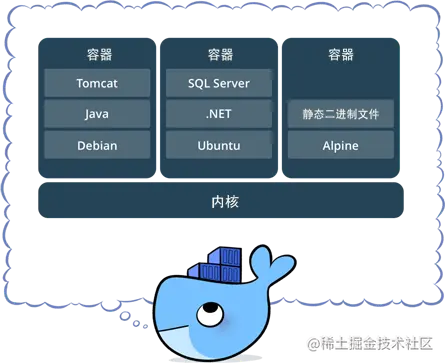 容器
Tomcat
Java
Debian
容器
SQL Server
.NET
Ubuntu
容器
静态二进制文件
Alpine
内核
@稀土掘金技术社区